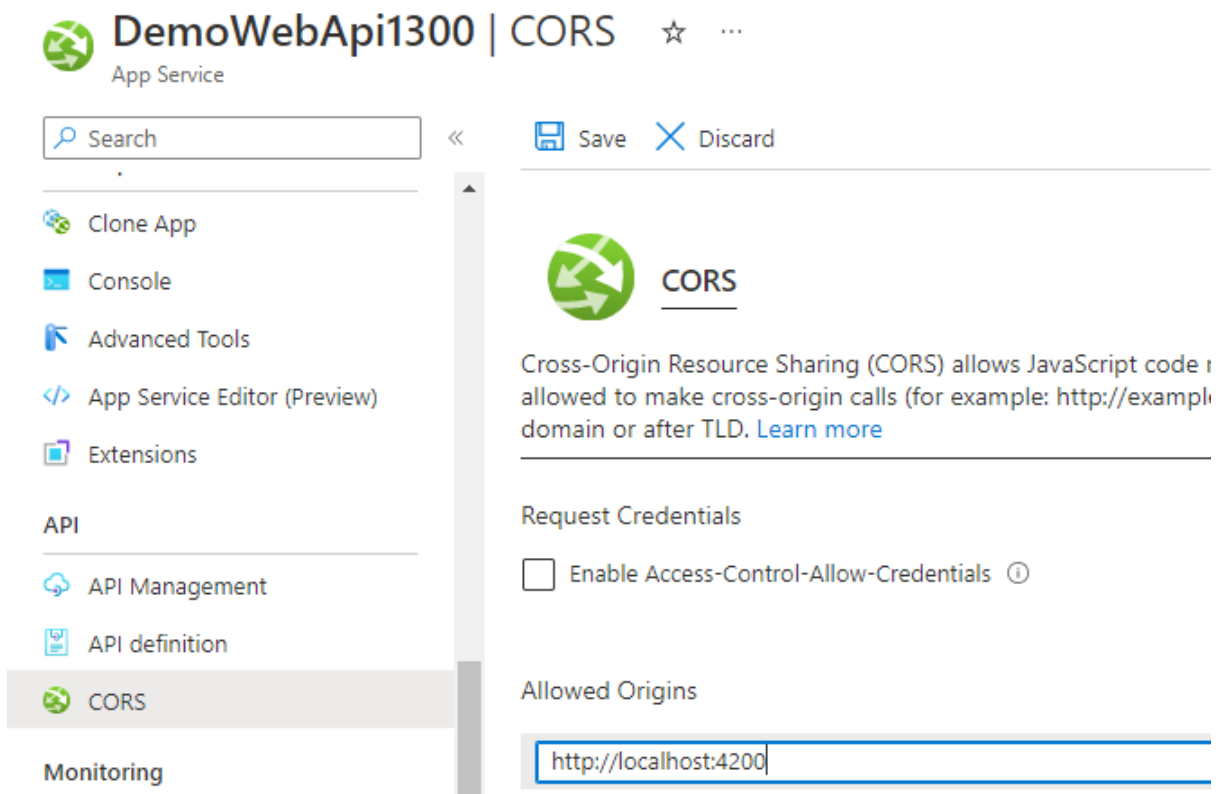 DemoWebApi1300 | CORS
App Service
Search
«
Save
Discard
Clone App
Console
Advanced Tools
App Service Editor (Preview)
Extensions
API
API Management
API definition
CORS
Monitoring
CORS
Cross-Origin Resource Sharing (CORS) allows JavaScript code
allowed to make cross-origin calls (for example: http://example
domain or after TLD. Learn more
Request Credentials
Enable Access-Control-Allow-Credentials
Allowed Origins
http://localhost:4200